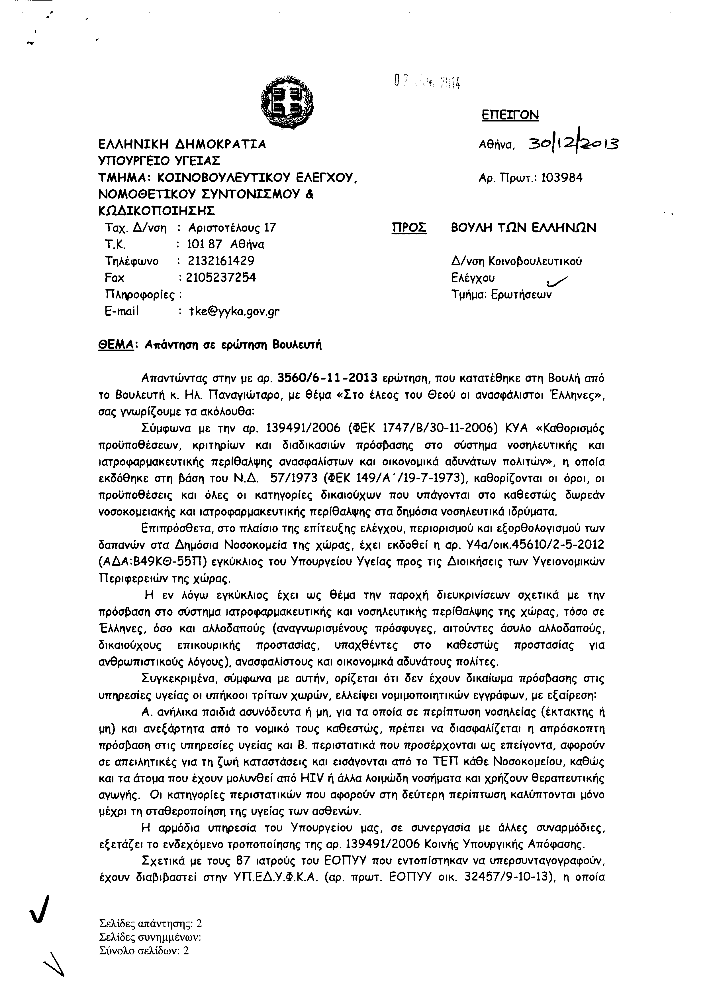 07 ΙΑΝ. 2014
ΕΠΕΙΓΟΝ
ΕΛΛΗΝΙΚΗ ΔΗΜΟΚΡΑΤΙΑ
ΥΠΟΥΡΓΕΙΟ ΥΓΕΙΑΣ
ΤΜΗΜΑ: ΚΟΙΝΟΒΟΥΛΕΥΤΙΚΟΥ ΕΛΕΓΧΟΥ,
ΝΟΜΟΘΕΤΙΚΟΥ ΣΥΝΤΟΝΙΣΜΟΥ &
ΚΩΔΙΚΟΠΟΙΗΣΗΣ
Ταχ. Δ/νση : Αριστοτέλους 17
Τ.Κ. : 101 87 Αθήνα
Τηλέφωνο : 2132161429
Fax : 2105237254
Πληροφορίες :
E-mail : tke@yyka.gov.gr
Αθήνα, 30/12/2013
Αρ. Πρωτ.: 103984
ΠΡΟΣ ΒΟΥΛΗ ΤΩΝ ΕΛΛΗΝΩΝ
Δ/νση Κοινοβουλευτικού
Ελέγχου
Τμήμα: Ερωτήσεων
ΘΕΜΑ: Απάντηση σε ερώτηση Βουλευτή
Απαντώντας στην με αρ. 3560/6-11-2013 ερώτηση, που κατατέθηκε στη Βουλή από
το Βουλευτή κ. Ηλ. Παναγιώταρο, με θέμα «Στο έλεος του Θεού οι ανασφάλιστοι Έλληνες»,
σας γνωρίζουμε τα ακόλουθα:
Σύμφωνα με την αρ. 139491/2006 (ΦΕΚ 1747/Β/30-11-2006) ΚΥΑ «Καθορισμός
προϋποθέσεων, κριτηρίων και διαδικασιών πρόσβασης στο σύστημα νοσηλευτικής και
ιατροφαρμακευτικής περίθαλψης ανασφαλίστων και οικονομικά αδυνάτων πολιτών», η οποία
εκδόθηκε στη βάση του Ν.Δ. 57/1973 (ΦΕΚ 149/Α΄/19-7-1973), καθορίζονται οι όροι, οι
προϋποθέσεις και όλες οι κατηγορίες δικαιούχων που υπάγονται στο καθεστώς δωρεάν
νοσοκομειακής και ιατροφαρμακευτικής περίθαλψης στα δημόσια νοσηλευτικά ιδρύματα.
Επιπρόσθετα, στο πλαίσιο της επίτευξης ελέγχου, περιορισμού και εξορθολογισμού των
δαπανών στα Δημόσια Νοσοκομεία της χώρας, έχει εκδοθεί η αρ. Υ4α/οικ.45610/2-5-2012
(ΑΔΑ:Β49ΚΘ-55Π) εγκύκλιος του Υπουργείου Υγείας προς τις Διοικήσεις των Υγειονομικών
Περιφερειών της χώρας.
Η εν λόγω εγκύκλιος έχει ως θέμα την παροχή διευκρινίσεων σχετικά με την
πρόσβαση στο σύστημα ιατροφαρμακευτικής και νοσηλευτικής περίθαλψης της χώρας, τόσο σε
Έλληνες, όσο και αλλοδαπούς (αναγνωρισμένους πρόσφυγες, αιτούντες άσυλο αλλοδαπούς,
δικαιούχους επικουρικής προστασίας, υπαχθέντες στο καθεστώς προστασίας για
ανθρωπιστικούς λόγους), ανασφαλίστους και οικονομικά αδυνάτους πολίτες.
Συγκεκριμένα, σύμφωνα με αυτήν, ορίζεται ότι δεν έχουν δικαίωμα πρόσβασης στις
υπηρεσίες υγείας οι υπήκοοι τρίτων χωρών, ελλείψει νομιμοποιητικών εγγράφων, με εξαίρεση:
Α. ανήλικα παιδιά ασυνόδευτα ή μη, για τα οποία σε περίπτωση νοσηλείας (έκτακτης ή
μη) και ανεξάρτητα από το νομικό τους καθεστώς, πρέπει να διασφαλίζεται η απρόσκοπτη
πρόσβαση στις υπηρεσίες υγείας και Β. περιστατικά που προσέρχονται ως επείγοντα, αφορούν
σε απειλητικές για τη ζωή καταστάσεις και εισάγονται από το ΤΕΠ κάθε Νοσοκομείου, καθώς
και τα άτομα που έχουν μολυνθεί από HIV ή άλλα λοιμώδη νοσήματα και χρήζουν θεραπευτικής
αγωγής. Οι κατηγορίες περιστατικών που αφορούν στη δεύτερη περίπτωση καλύπτονται μόνο
μέχρι τη σταθεροποίηση της υγείας των ασθενών.
Η αρμόδια υπηρεσία του Υπουργείου μας, σε συνεργασία με άλλες συναρμόδιες,
εξετάζει το ενδεχόμενο τροποποίησης της αρ. 139491/2006 Κοινής Υπουργικής Απόφασης.
Σχετικά με τους 87 ιατρούς του ΕΟΠΥΥ που εντοπίστηκαν να υπερσυνταγογραφούν,
έχουν διαβιβαστεί στην ΥΠ.ΕΔ.Υ.Φ.Κ.Α. (αρ. πρωτ. ΕΟΠΥΥ οικ. 32457/9-10-13), η οποία
Σελίδες απάντησης: 2
Σελίδες συνημμένων:
Σύνολο σελίδων: 2